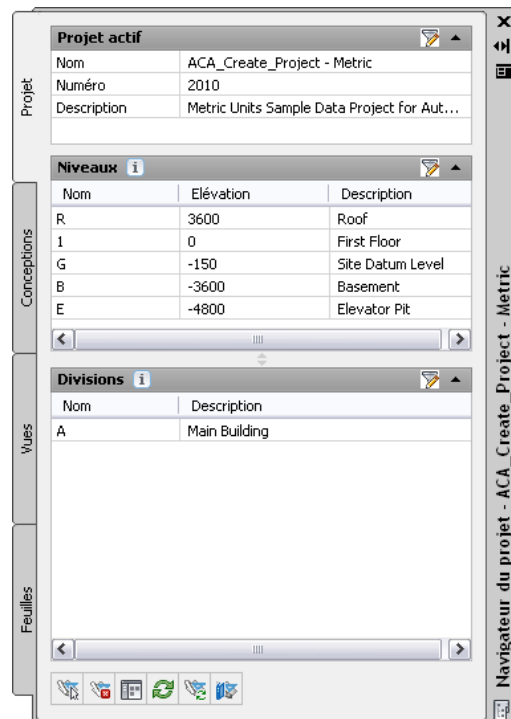 Projet actif
Nom ACA_Create_Project - Metric
Numéro 2010
Description Metric Units Sample Data Project for Aut...
Niveaux
Nom Elévation Description
R 3600 Roof
1 0 First Floor
G -150 Site Datum Level
B -3600 Basement
E -4800 Elevator Pit
Divisions
Nom Description
A Main Building
Projet
Conceptions
Vues
Feuilles
Navigateur du projet - ACA_Create_Project - Metric